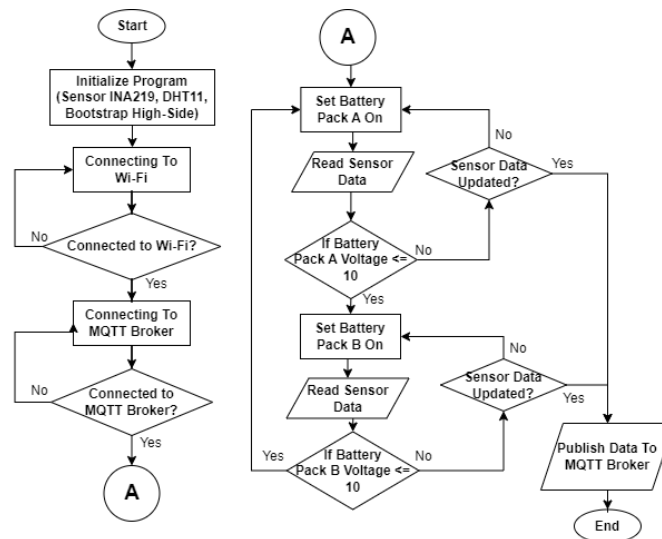 Start
Initialize Program
(Sensor INA219, DHT11,
Bootstrap High-Side)
Connecting To
Wi-Fi
No
Connected to Wi-Fi?
Yes
Connecting To
MQTT Broker
No
Connected to
MQTT Broker?
Yes
A
A
Set Battery
Pack A On
Read Sensor
Data
If Battery
Pack A Voltage <=
10
No
Yes
Sensor Data
Updated?
No
Yes
Set Battery
Pack B On
Read Sensor
Data
If Battery
Pack B Voltage <=
10
Yes
No
Sensor Data
Updated?
No
Yes
Publish Data To
MQTT Broker
End